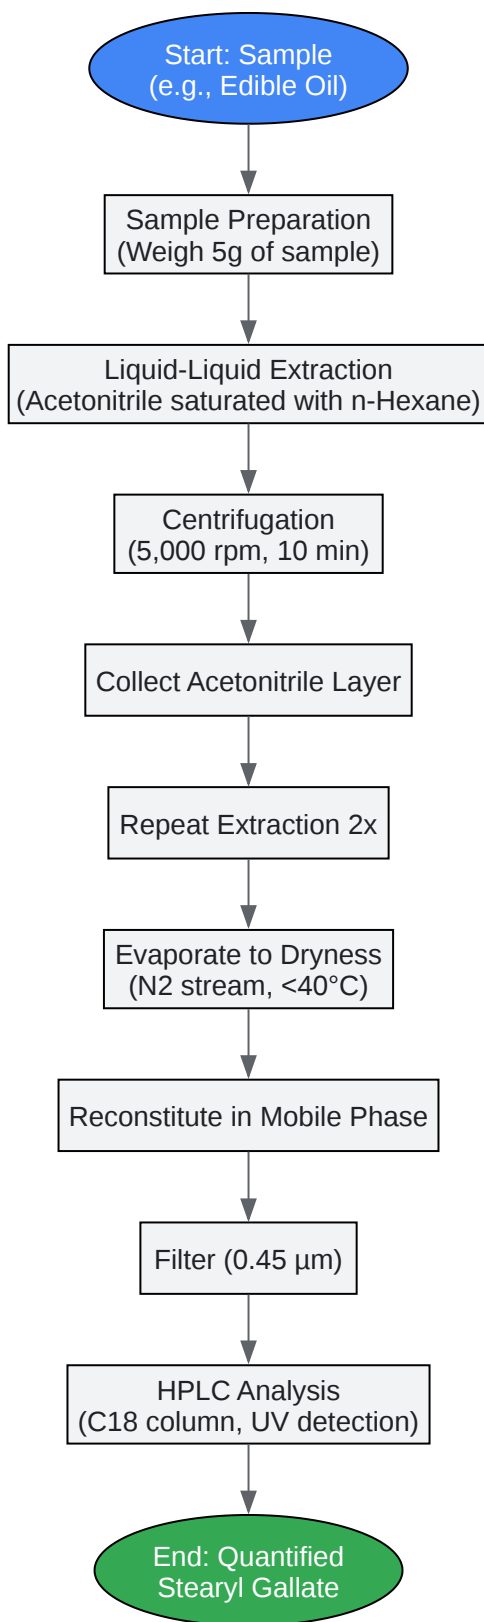 Start: Sample
(e.g., Edible Oil)
Sample Preparation
(Weigh 5g of sample)
Liquid-Liquid Extraction
(Acetonitrile saturated with n-Hexane)
Centrifugation
(5,000 rpm, 10 min)
Collect Acetonitrile Layer
Repeat Extraction 2x
Evaporate to Dryness
(N2 stream, <40°C)
Reconstitute in Mobile Phase
Filter (0.45 µm)
HPLC Analysis
(C18 column, UV detection)
End: Quantified
Stearyl Gallate